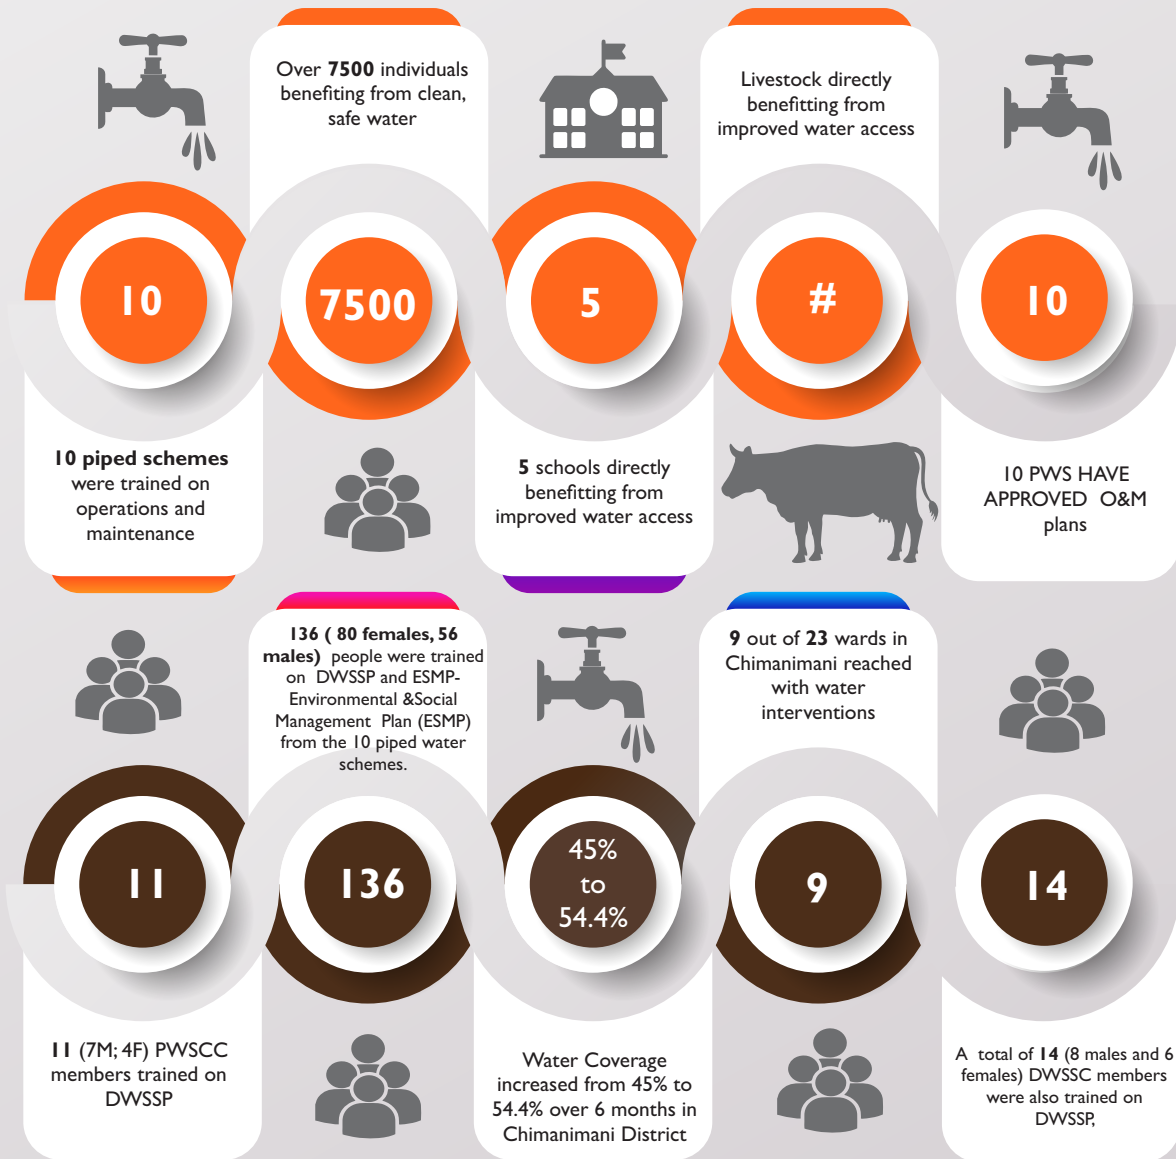 Over 7500 individuals
benefiting from clean,
safe water
Livestock directly
benefitting from
improved water access
10
7500
5
#
10
10 piped schemes
were trained on
operations and
maintenance
5 schools directly
benefitting from
improved water access
10 PWS HAVE
APPROVED O&M
plans
136 ( 80 females, 56
males) people were trained
on DWSSP and ESMP-
Environmental &Social
Management Plan (ESMP)
from the 10 piped water
schemes.
9 out of 23 wards in
Chimanimani reached
with water
interventions
11
136
45%
to
54.4%
9
14
11 (7M; 4F) PWSCC
members trained on
DWSSP
Water Coverage
increased from 45% to
54.4% over 6 months in
Chimanimani District
A total of 14 (8 males and 6
females) DWSSC members
were also trained on
DWSSP,